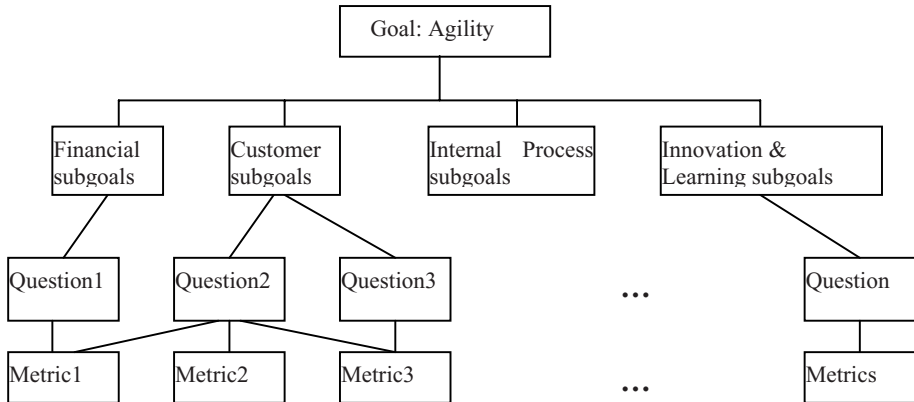 Goal: Agility
Financial
subgoals
Customer
subgoals
Internal Process
subgoals
Innovation &
Learning subgoals
Question1
Question2
Question3
...
Question
Metric1
Metric2
Metric3
...
Metrics